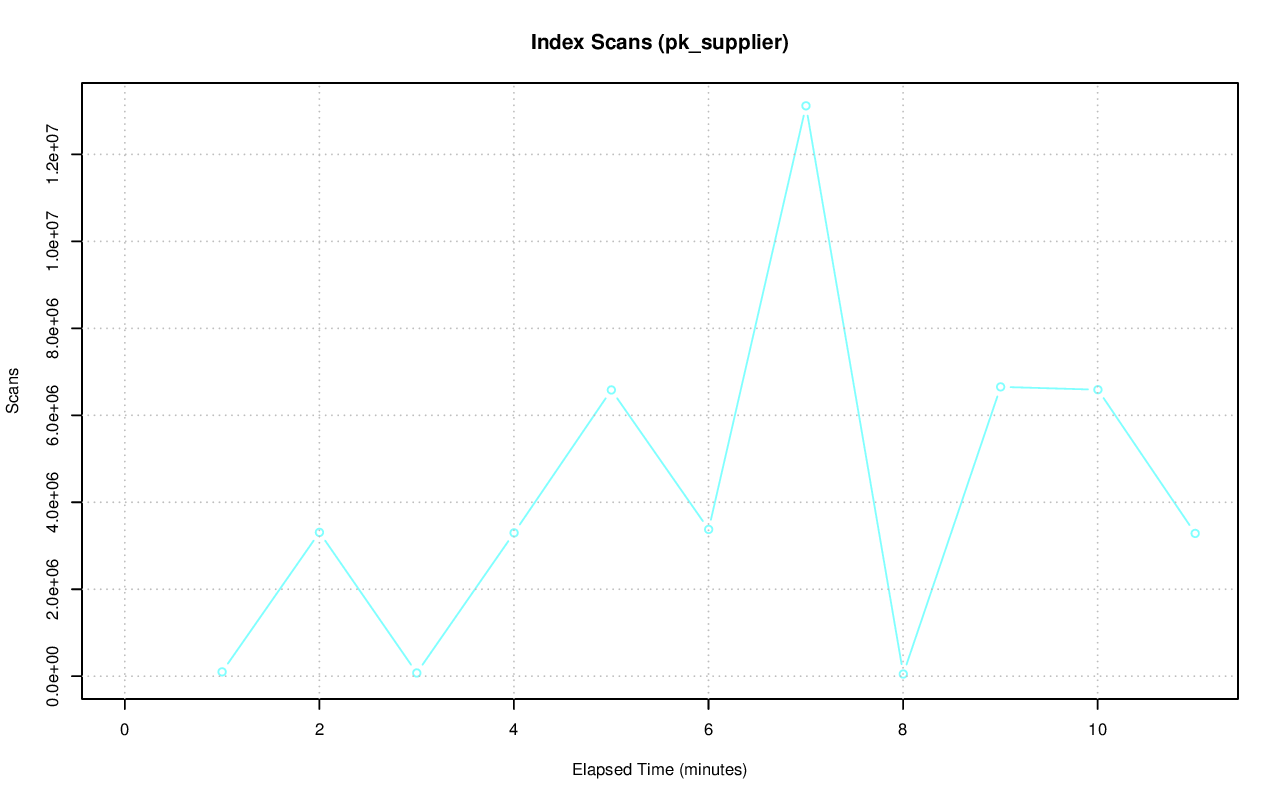 Index Scans (pk_supplier)
1.2e+07
1.0e+07
8.0e+06
6.0e+06
4.0e+06
2.0e+06
0.0e+00
Scans
0 2 4 6 8 10
Elapsed Time (minutes)